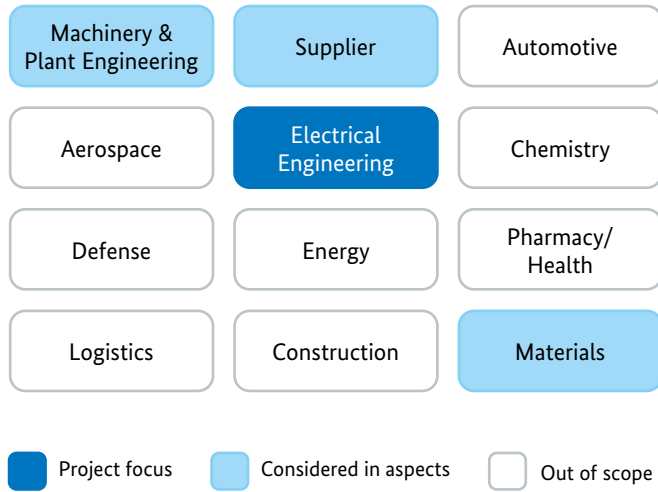 Machinery &
Plant Engineering
Supplier
Automotive
Aerospace
Electrical
Engineering
Chemistry
Defense
Energy
Pharmacy/
Health
Logistics
Construction
Materials
Project focus
Considered in aspects
Out of scope